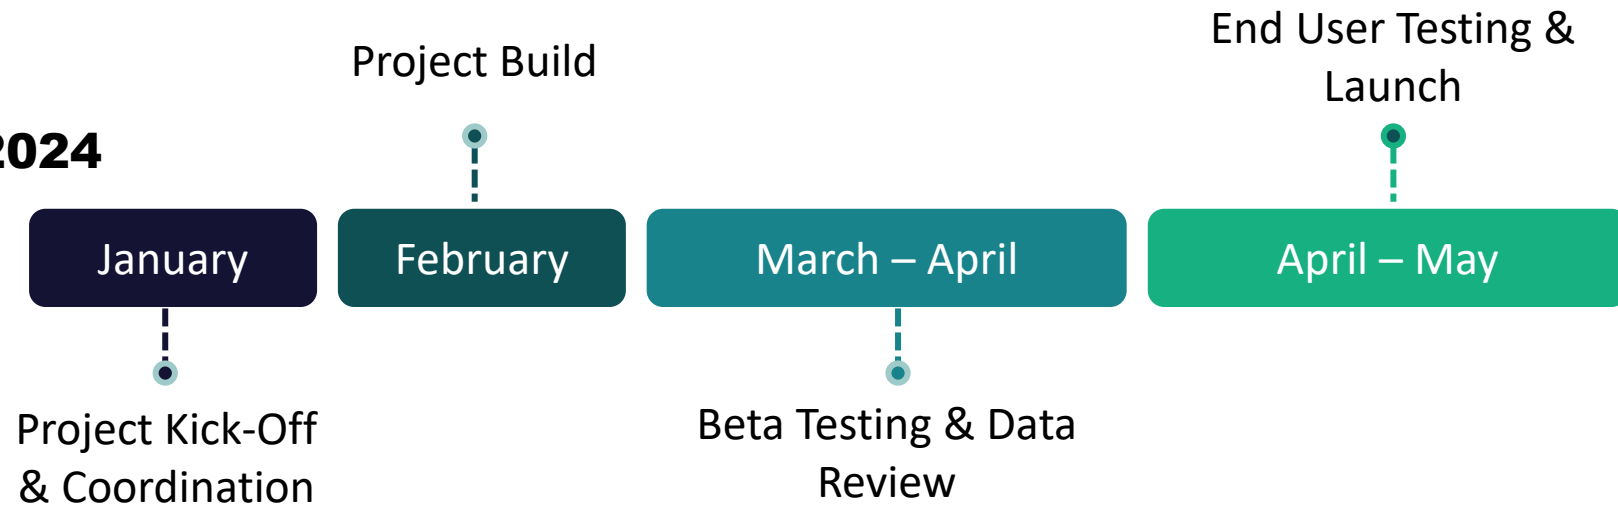 2024
Project Build
End User Testing &
Launch
January
February
March – April
April – May
Project Kick-Off
& Coordination
Beta Testing & Data
Review